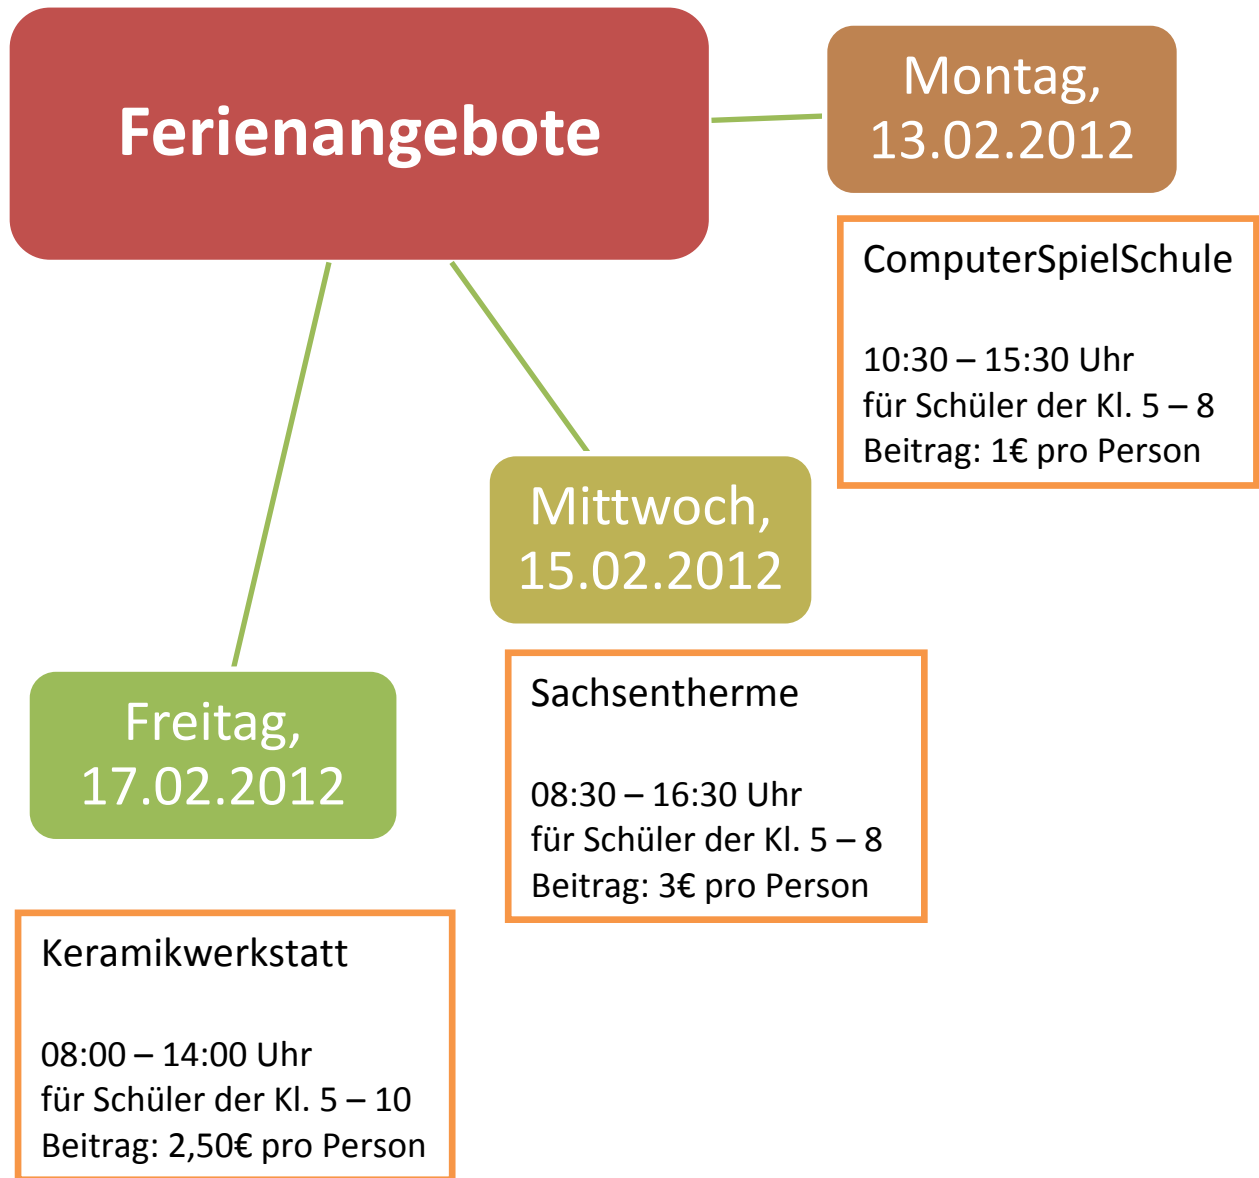 Ferienangebote
Montag,
13.02.2012
ComputerSpielSchule
10:30 – 15:30 Uhr
für Schüler der Kl. 5 – 8
Beitrag: 1€ pro Person
Mittwoch,
15.02.2012
Sachsentherme
08:30 – 16:30 Uhr
für Schüler der Kl. 5 – 8
Beitrag: 3€ pro Person
Freitag,
17.02.2012
Keramikwerkstatt
08:00 – 14:00 Uhr
für Schüler der Kl. 5 – 10
Beitrag: 2,50€ pro Person